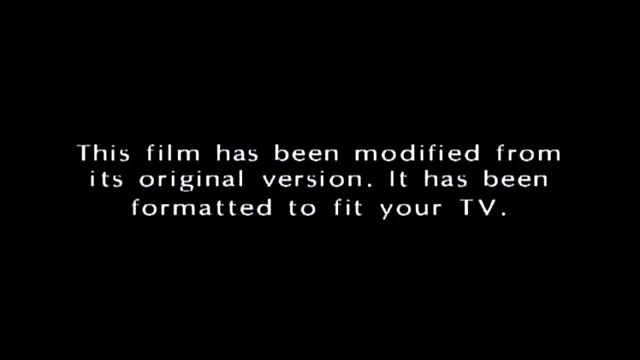 This film has been modified from
its original version. It has been
formatted to fit your TV.